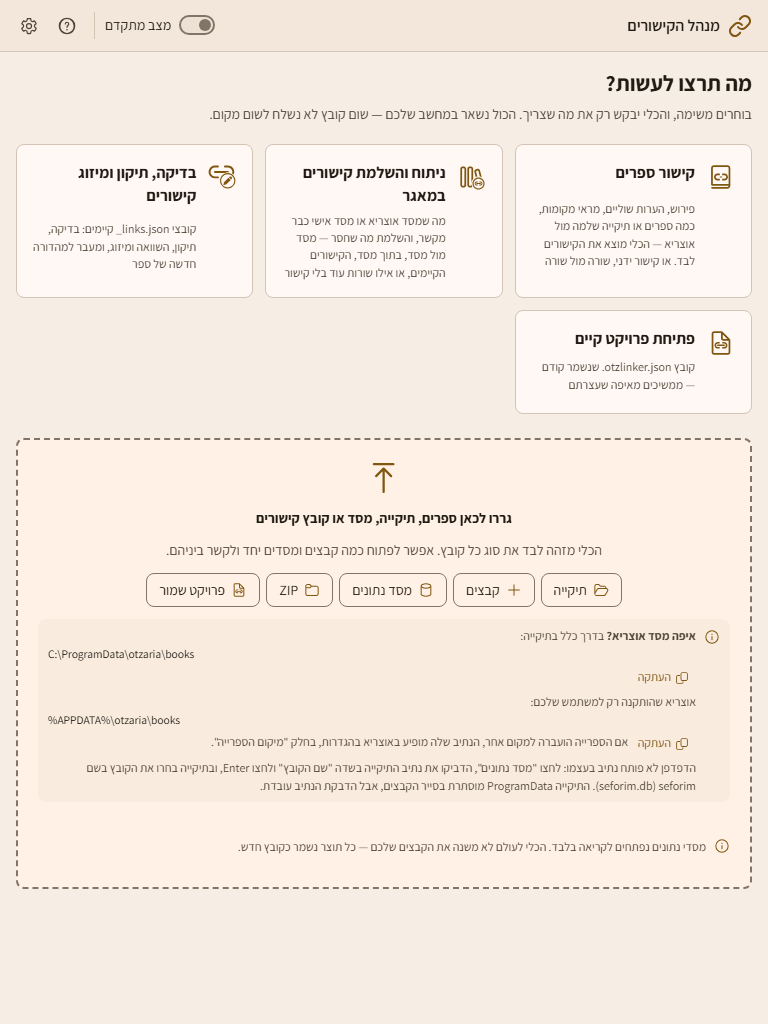 מנהל הקישורים
מצב מתקדם
מה תרצו לעשות?
בוחרים משימה, והכלי יבקש רק את מה שצריך. הכול נשאר במחשב שלכם — שום קובץ לא נשלח לשום מקום.
קישור ספרים
פירוש, הערות שוליים, מראי מקומות,
כמה ספרים או תיקייה שלמה מול
אוצריא — הכלי מוצא את הקישורים
לבד. או קישור ידני, שורה מול שורה
ניתוח והשלמת קישורים
במאגר
מה שמסד אוצריא או מסד אישי כבר
מקשר, והשלמת מה שחסר — מסד
מול מסד, בתוך מסד, הקישורים
הקיימים, או אילו שורות עוד בלי קישור
בדיקה, תיקון ומיזוג
קישורים
קובצי links.json_ קיימים: בדיקה,
תיקון, השוואה ומיזוג, ומעבר למהדורה
חדשה של ספר
פתיחת פרויקט קיים
קובץ otzlinker.json. שנשמר קודם
— ממשיכים מאיפה שעצרתם
גררו לכאן ספרים, תיקייה, מסד או קובץ קישורים
הכלי מזהה לבד את סוג כל קובץ. אפשר לפתוח כמה קבצים ומסדים יחד ולקשר ביניהם.
תיקייה
קבצים
מסד נתונים
ZIP
פרויקט שמור
איפה מסד אוצריא? בדרך כלל בתיקייה:
C:\ProgramData\otzaria\books
העתקה
אוצריא שהותקנה רק למשתמש שלכם:
%APPDATA%\otzaria\books
העתקה אם הספרייה הועברה למקום אחר, הנתיב שלה מופיע באוצריא בהגדרות, בחלק "מיקום הספרייה".
הדפדפן לא פותח נתיב בעצמו: לחצו "מסד נתונים", הדביקו את נתיב התיקייה בשדה "שם הקובץ" ולחצו Enter, ובתיקייה בחרו את הקובץ בשם
seforim (seforim.db). התיקייה ProgramData מוסתרת בסייר הקבצים, אבל הדבקת הנתיב עובדת.
מסדי נתונים נפתחים לקריאה בלבד. הכלי לעולם לא משנה את הקבצים שלכם — כל תוצר נשמר כקובץ חדש.